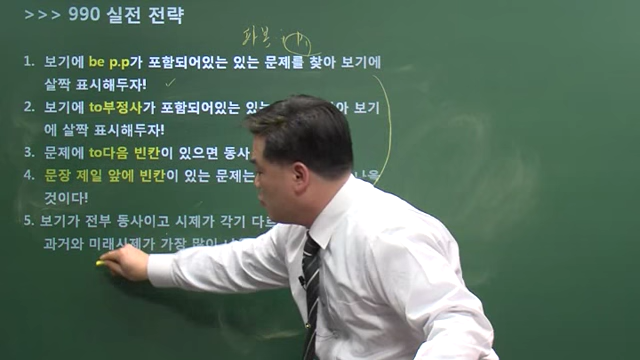 >>> 990 실전 전략
1. 보기에 be p.p가 포함되어있는 있는 문제를 찾아 보기에
살짝 표시해두자!
2. 보기에 to부정사가 포함되어있는 있는 보기
에 살짝 표시해두자!
3. 문제에 to다음 빈칸이 있으면 동사
4. 문장 제일 앞에 빈칸이 있는 문제는
것이다!
5. 보기가 전부 동사이고 시제가 각기
과거와 미래시제가 가장 많이